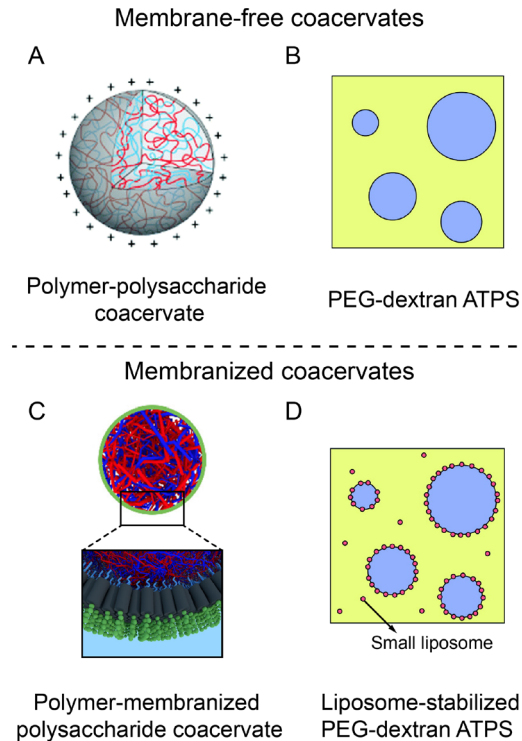 Membrane-free coacervates
A
B
Polymer-polysaccharide
coacervate
PEG-dextran ATPS
Membranized coacervates
C
D
Small liposome
Polymer-membranized
polysaccharide coacervate
Liposome-stabilized
PEG-dextran ATPS